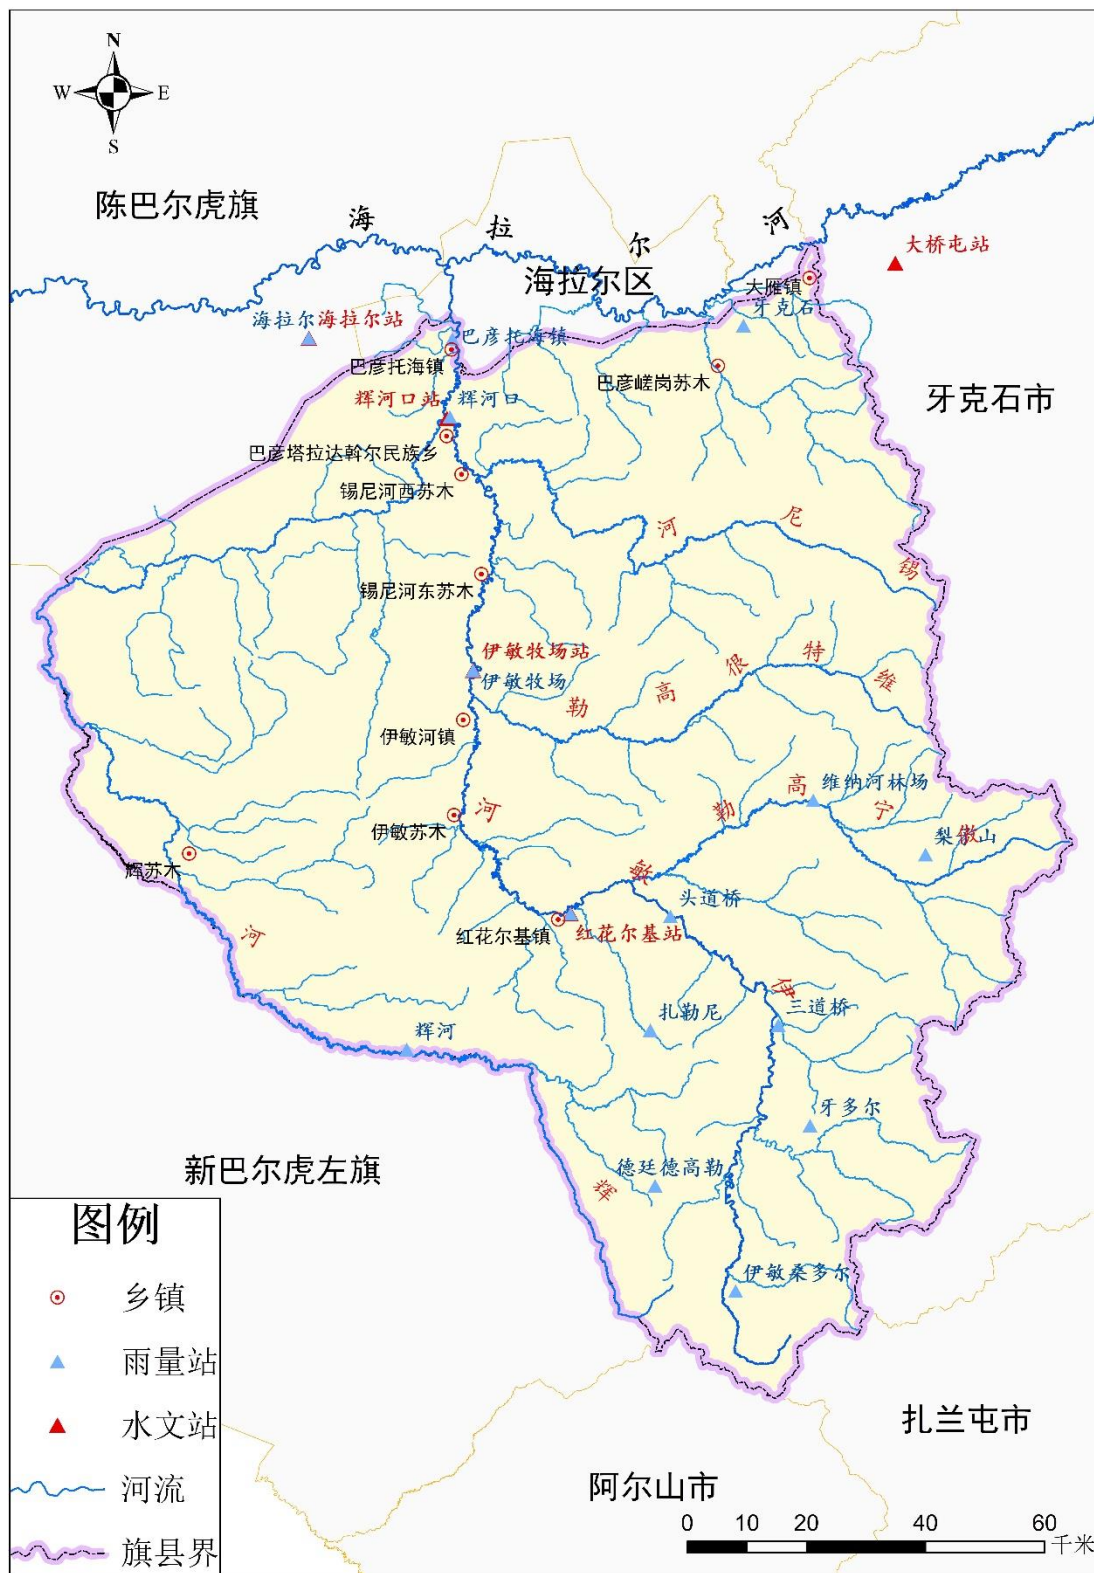 N
W E
S
陈巴尔虎旗
海拉尔河
大桥屯站
海拉尔区
大雁镇
牙克石
海拉尔 海拉尔站
巴彦托海镇
巴彦托海镇
巴彦嵯岗苏木
牙克石市
辉河口站 辉河口
巴彦塔拉达斡尔民族乡
锡尼河西苏木
锡尼河
锡尼河东苏木
伊敏牧场站
伊敏牧场
维特很高勒
伊敏河镇
维纳河林场
伊敏苏木
敖宁高勒
辉苏木
头道桥
红花尔基镇
红花尔基站
伊敏河
扎勒尼
三道桥
辉河
辉河
牙多尔
新巴尔虎左旗
德廷德高勒
伊敏桑多尔
图例
乡镇
雨量站
水文站
河流
旗县界
扎兰屯市
阿尔山市
0 10 20 40 60
千米